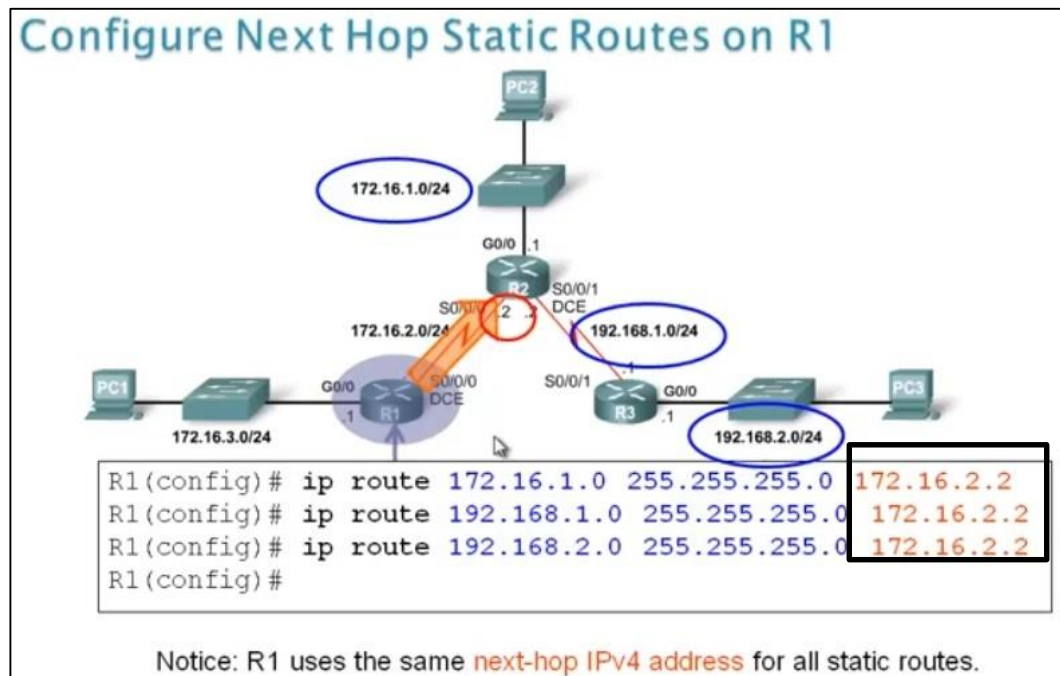 Configure Next Hop Static Routes on R1
PC2
172.16.1.0/24
G0/0 .1
R2
S0/0/1
DCE
.2 .2
172.16.2.0/24
192.168.1.0/24
.1
PC1
G0/0
.1
R1
S0/0/0
DCE
S0/0/1
R3
G0/0
.1
PC3
172.16.3.0/24
192.168.2.0/24
R1(config)# ip route 172.16.1.0 255.255.255.0 172.16.2.2
R1(config)# ip route 192.168.1.0 255.255.255.0 172.16.2.2
R1(config)# ip route 192.168.2.0 255.255.255.0 172.16.2.2
R1(config)#
Notice: R1 uses the same next-hop IPv4 address for all static routes.